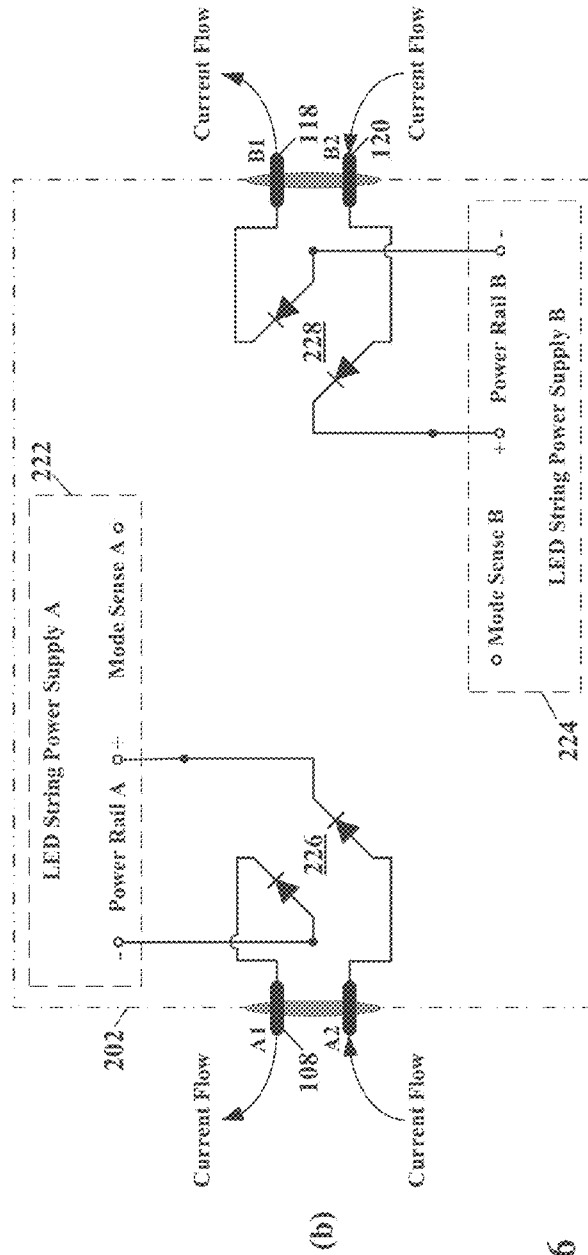 202
222
LED String Power Supply A
- Power Rail A + Mode Sense A
Current Flow
A1
108
A2
Current Flow
226
228
B1
118
B2
120
Current Flow
Current Flow
Mode Sense B + Power Rail B -
LED String Power Supply B
224
(b)
6